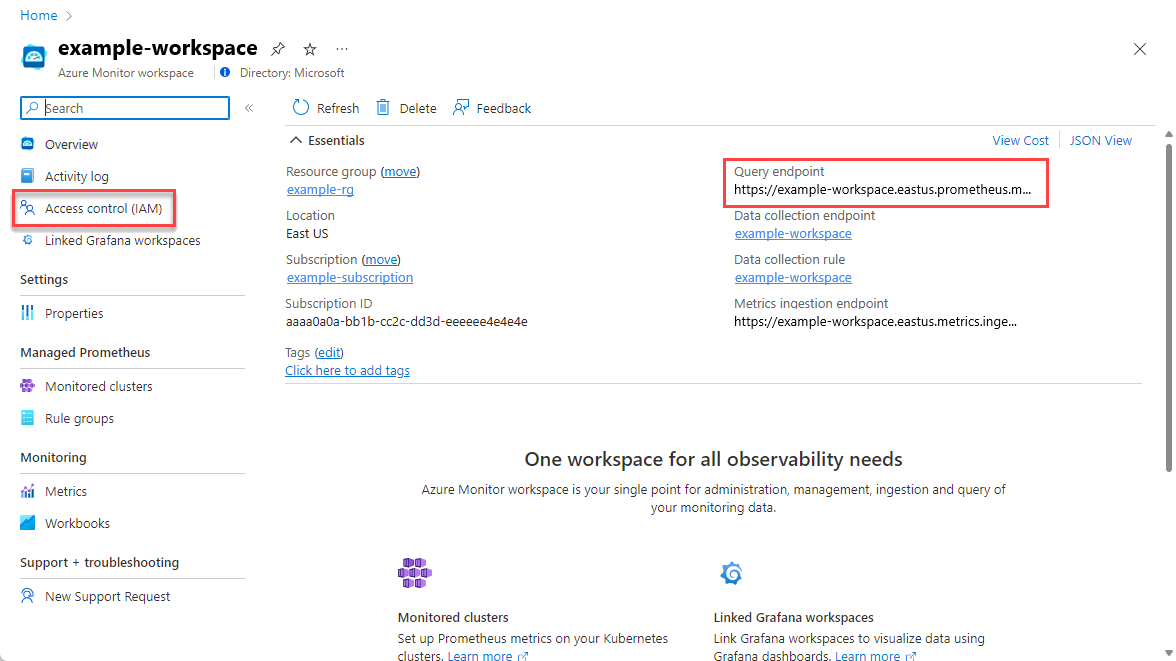 Home
example-workspace
Azure Monitor workspace
Directory: Microsoft
Search
Overview
Activity log
Access control (IAM)
Linked Grafana workspaces
Settings
Properties
Managed Prometheus
Monitored clusters
Rule groups
Monitoring
Metrics
Workbooks
Support + troubleshooting
New Support Request
Refresh Delete Feedback
Essentials
View Cost JSON View
Resource group (move)
example-rg
Location
East US
Subscription (move)
example-subscription
Subscription ID
aaaa0a0a-bb1b-cc2c-dd3d-eeeeee4e4e4e
Tags (edit)
Click here to add tags
Query endpoint
https://example-workspace.eastus.prometheus.m...
Data collection endpoint
example-workspace
Data collection rule
example-workspace
Metrics ingestion endpoint
https://example-workspace.eastus.metrics.inge...
One workspace for all observability needs
Azure Monitor workspace is your single point for administration, management, ingestion and query of
your monitoring data.
Monitored clusters
Set up Prometheus metrics on your Kubernetes
clusters. Learn more
Linked Grafana workspaces
Link Grafana workspaces to visualize data using
Grafana dashboards. Learn more